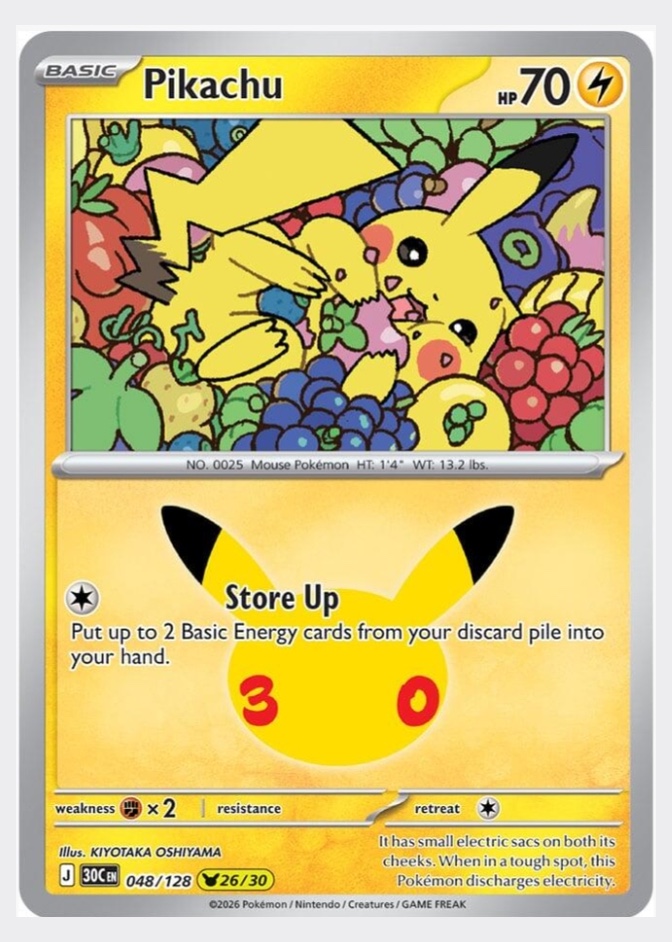 BASIC
Pikachu
HP 70
NO. 0025 Mouse Pokémon HT: 1'4" WT: 13.2 lbs.
Store Up
Put up to 2 Basic Energy cards from your discard pile into
your hand.
3 0
weakness ×2 resistance retreat
Illus. KIYOTAKA OSHIYAMA
It has small electric sacs on both its
cheeks. When in a tough spot, this
Pokémon discharges electricity.
J 30C EN 048/128 26/30
©2026 Pokémon / Nintendo / Creatures / GAME FREAK